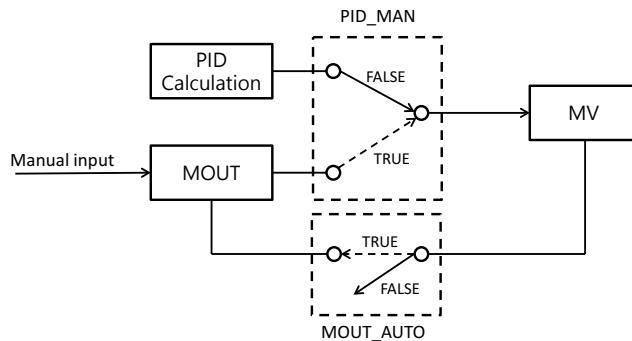 PID_MAN
PID
Calculation
FALSE
MV
Manual input
MOUT
TRUE
TRUE
FALSE
MOUT_AUTO